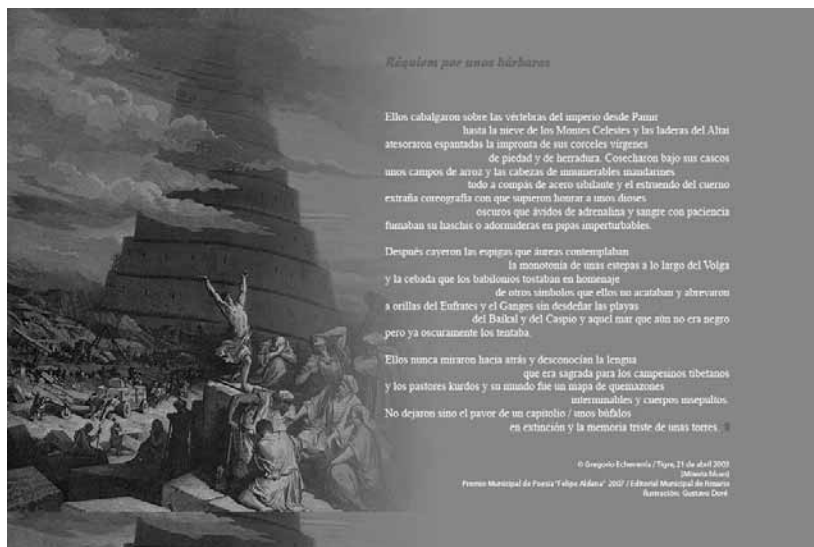 Réquiem por unos bárbaros
Ellos cabalgaron sobre las vértebras del imperio desde Pamir
hasta la nieve de los Montes Celestes y las laderas del Altai
atesoraron espantadas la impronta de sus corceles vírgenes
de piedad y de herradura. Cosecharon bajo sus cascos
unos campos de arroz y las cabezas de innumerables mandarines
todo a compás de acero sibilante y el estruendo del cuerno
extraña coreografía con que supieron honrar a unos dioses
oscuros que ávidos de adrenalina y sangre con paciencia
fumaban su haschis o adormideras en pipas imperturbables.
Después cayeron las espigas que áureas contemplaban
la monotonía de unas estepas a lo largo del Volga
y la cebada que los babilonios tostaban en homenaje
de otros símbolos que ellos no acataban y abrevaron
a orillas del Eufrates y el Ganges sin desdeñar las playas
del Baikal y del Caspio y aquel mar que aún no era negro
pero ya oscuramente los tentaba.
Ellos nunca miraron hacia atrás y desconocían la lengua
que era sagrada para los campesinos tibetanos
y los pastores kurdos y su mundo fue un mapa de quemazones
interminables y cuerpos insepultos.
No dejaron sino el pavor de un capitolio / unos búfalos
en extinción y la memoria triste de unas torres.
© Gregorio Echeverría / Tigre, 21 de abril 2003
Premio Municipal de Poesía "Felipe Aldana" 2007 / Editorial Municipal de Rosario
Ilustración: Gustavo Doré